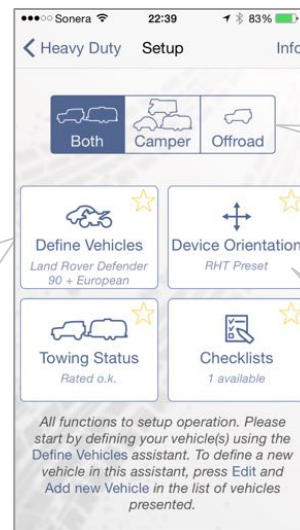 Sonera 22:39 83%
Heavy Duty Setup Info
Both Camper Offroad
Define Vehicles
Land Rover Defender
90 + European
Device Orientation
RHT Preset
Towing Status
Rated o.k.
Checklists
1 available
All functions to setup operation. Please
start by defining your vehicle(s) using the
Define Vehicles assistant. To define a new
vehicle in this assistant, press Edit and
Add new Vehicle in the list of vehicles
presented.